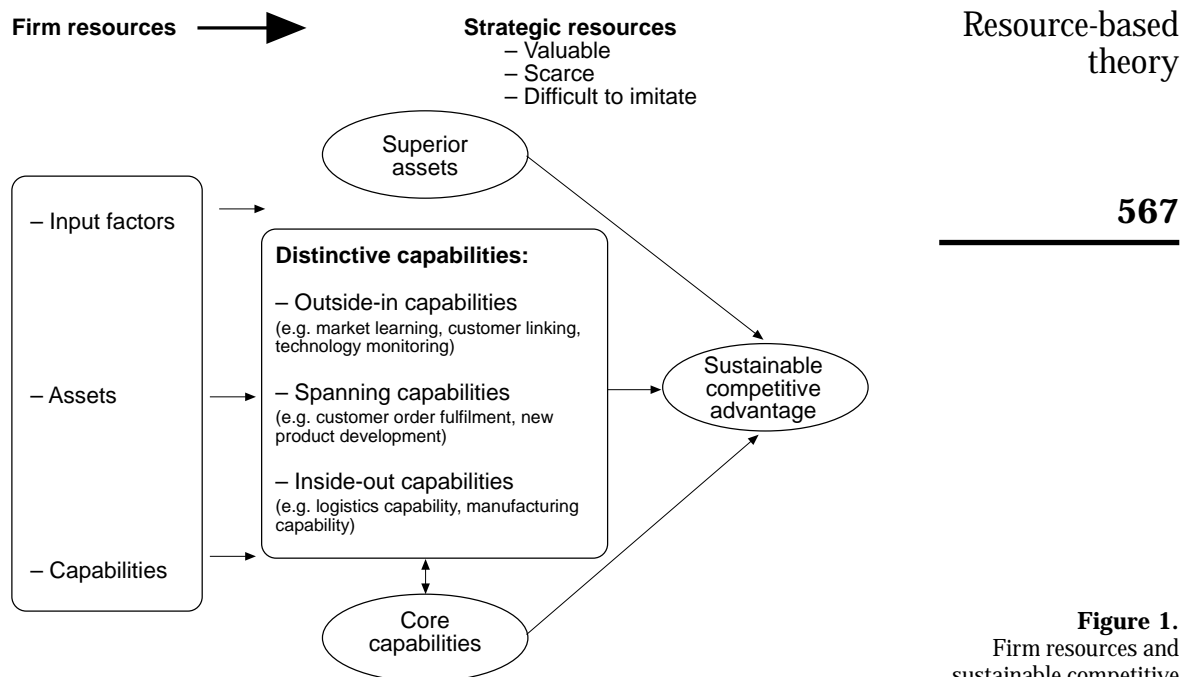 Resource-based
theory
567
Firm resources
Strategic resources
– Valuable
– Scarce
– Difficult to imitate
Superior
assets
– Input factors
– Assets
– Capabilities
Distinctive capabilities:
– Outside-in capabilities
(e.g. market learning, customer linking,
technology monitoring)
– Spanning capabilities
(e.g. customer order fulfilment, new
product development)
– Inside-out capabilities
(e.g. logistics capability, manufacturing
capability)
Sustainable
competitive
advantage
Core
capabilities
Figure 1.
Firm resources and
sustainable competitive